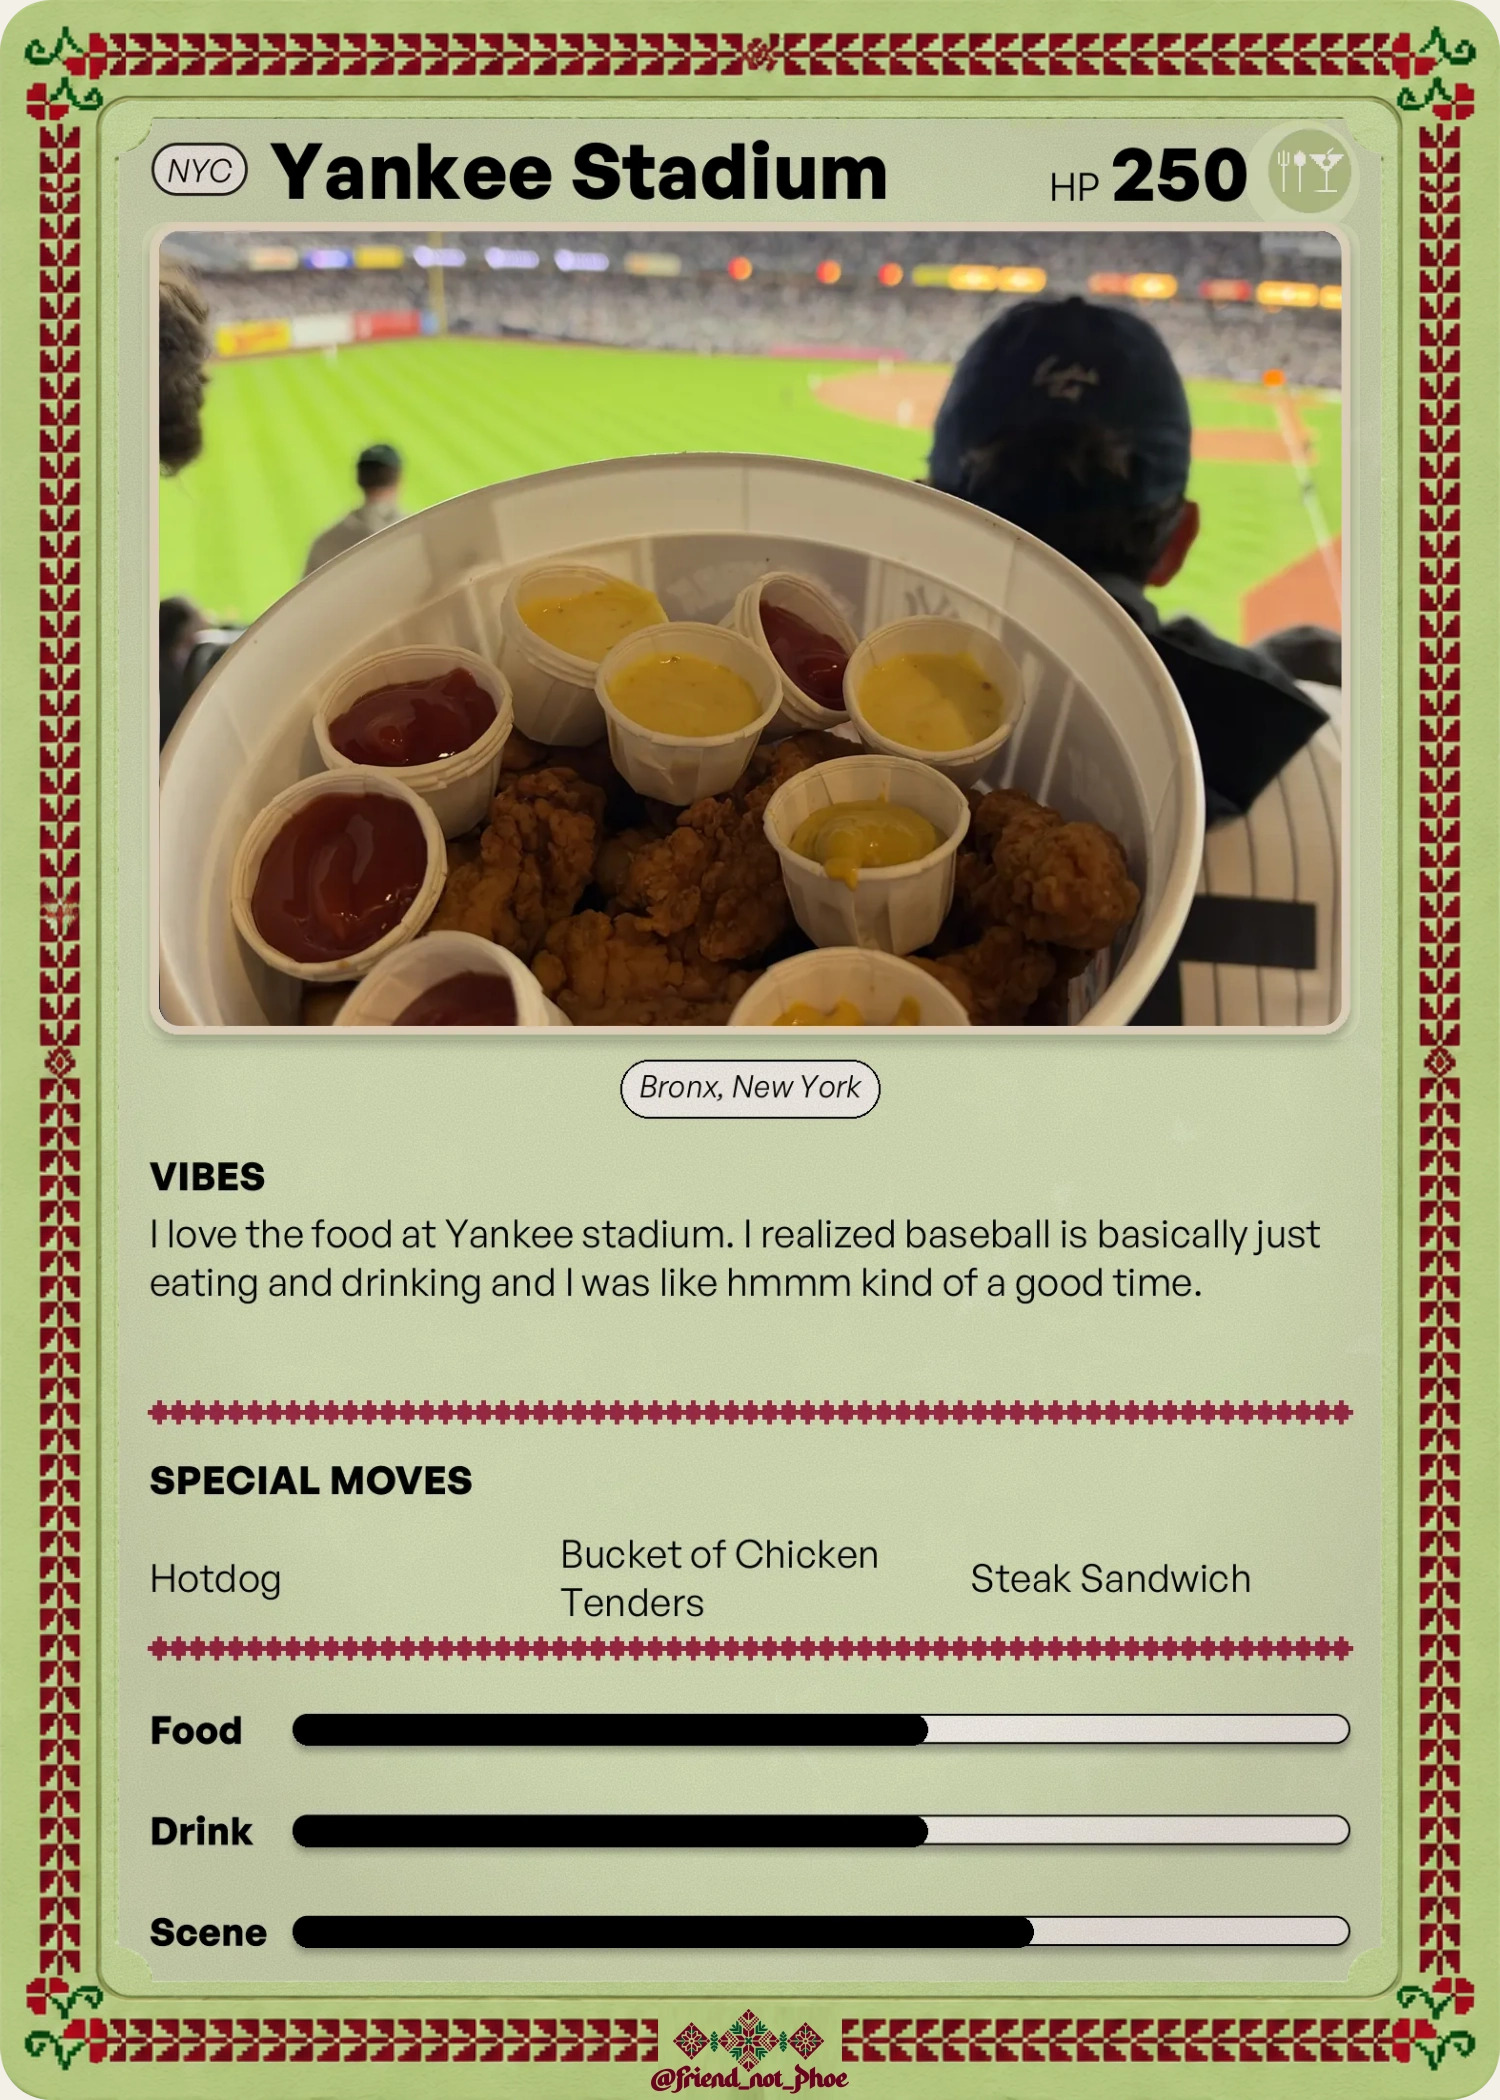 NYC Yankee Stadium HP 250
Bronx, New York
VIBES
I love the food at Yankee stadium. I realized baseball is basically just
eating and drinking and I was like hmmm kind of a good time.
SPECIAL MOVES
Hotdog
Bucket of Chicken
Tenders
Steak Sandwich
Food
Drink
Scene
@friend_not_Phoe